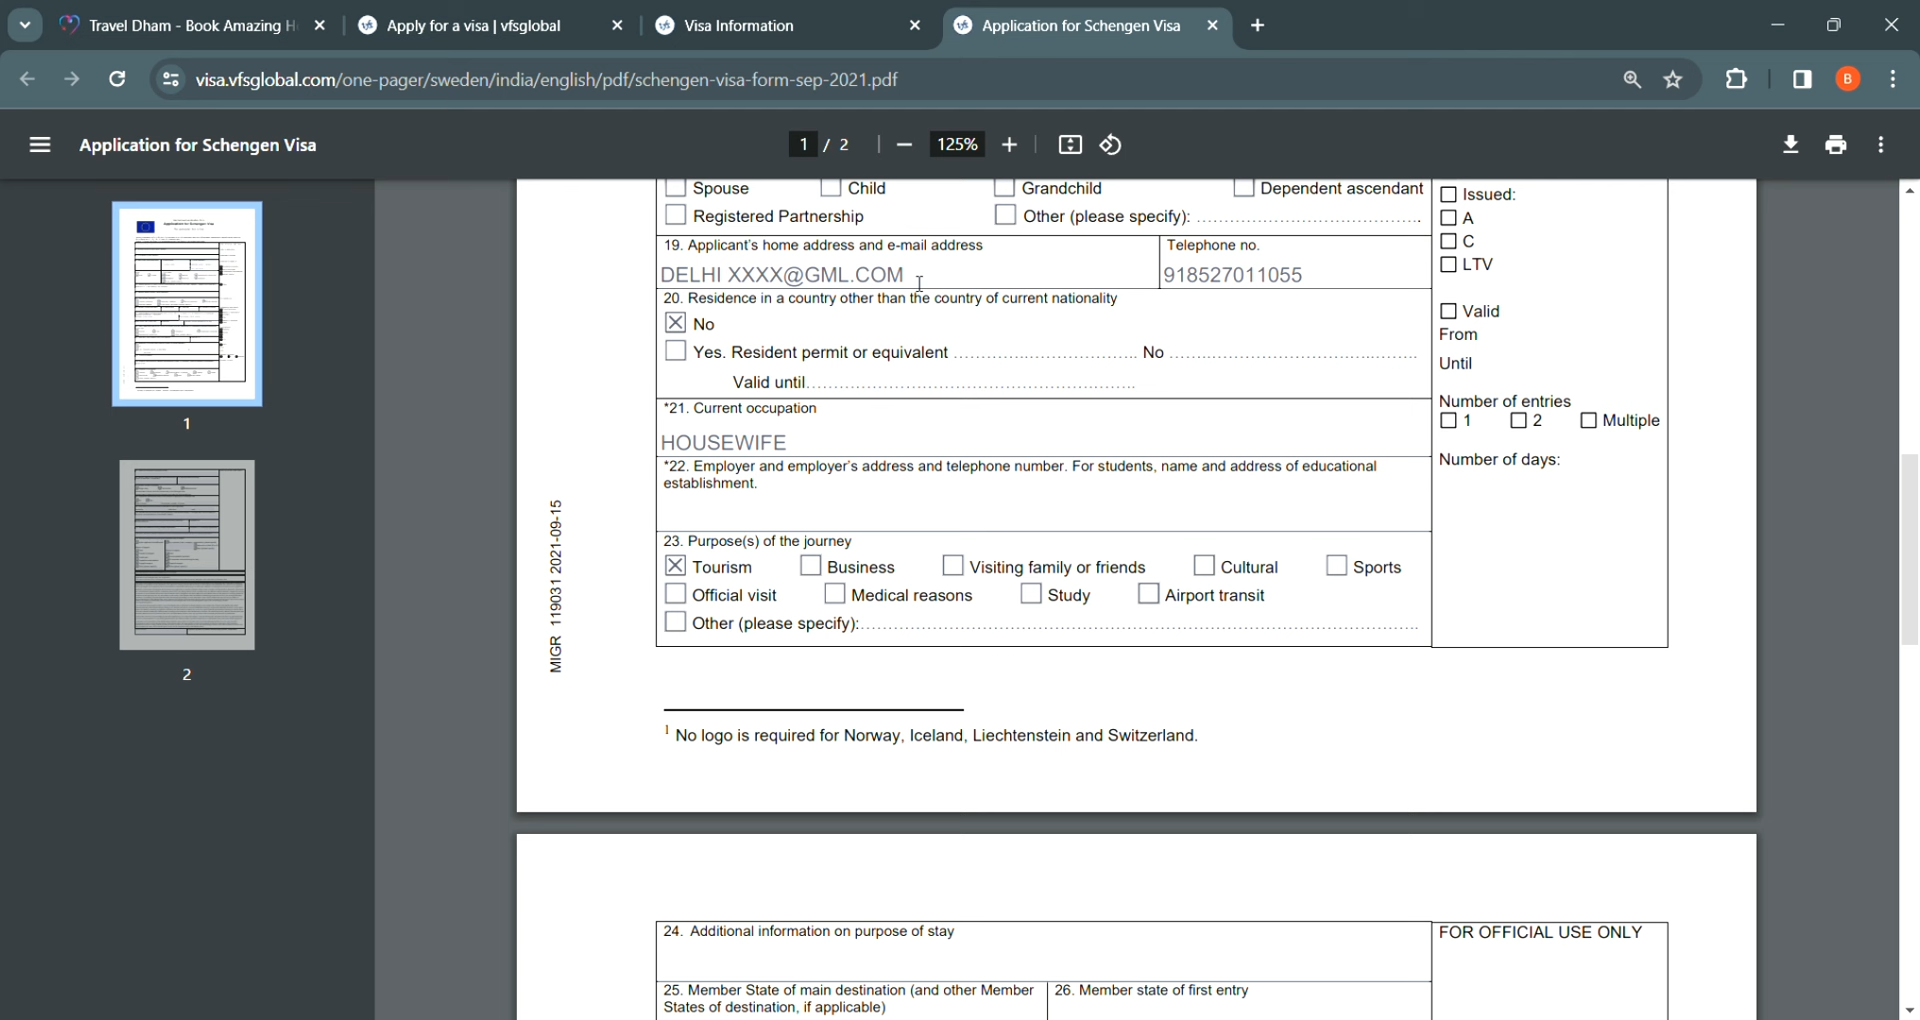 Travel Dham - Book Amazing H
Apply for a visa | vfsglobal
Visa Information
Application for Schengen Visa
visa.vfsglobal.com/one-pager/sweden/india/english/pdf/schengen-visa-form-sep-2021.pdf
B
Application for Schengen Visa
1 / 2
125%
1
2
Spouse Child Grandchild Dependent ascendant
Registered Partnership Other (please specify):
19. Applicant's home address and e-mail address
DELHI XXXX@GML.COM
Telephone no.
918527011055
20. Residence in a country other than the country of current nationality
No
Yes. Resident permit or equivalent No
Valid until
*21. Current occupation
HOUSEWIFE
*22. Employer and employer's address and telephone number. For students, name and address of educational
establishment.
23. Purpose(s) of the journey
Tourism Business Visiting family or friends Cultural Sports
Official visit Medical reasons Study Airport transit
Other (please specify):
Issued:
A
C
LTV
Valid
From
Until
Number of entries
1 2 Multiple
Number of days:
MIGR 119031 2021-09-15
1 No logo is required for Norway, Iceland, Liechtenstein and Switzerland.
24. Additional information on purpose of stay
FOR OFFICIAL USE ONLY
25. Member State of main destination (and other Member
States of destination, if applicable)
26. Member state of first entry